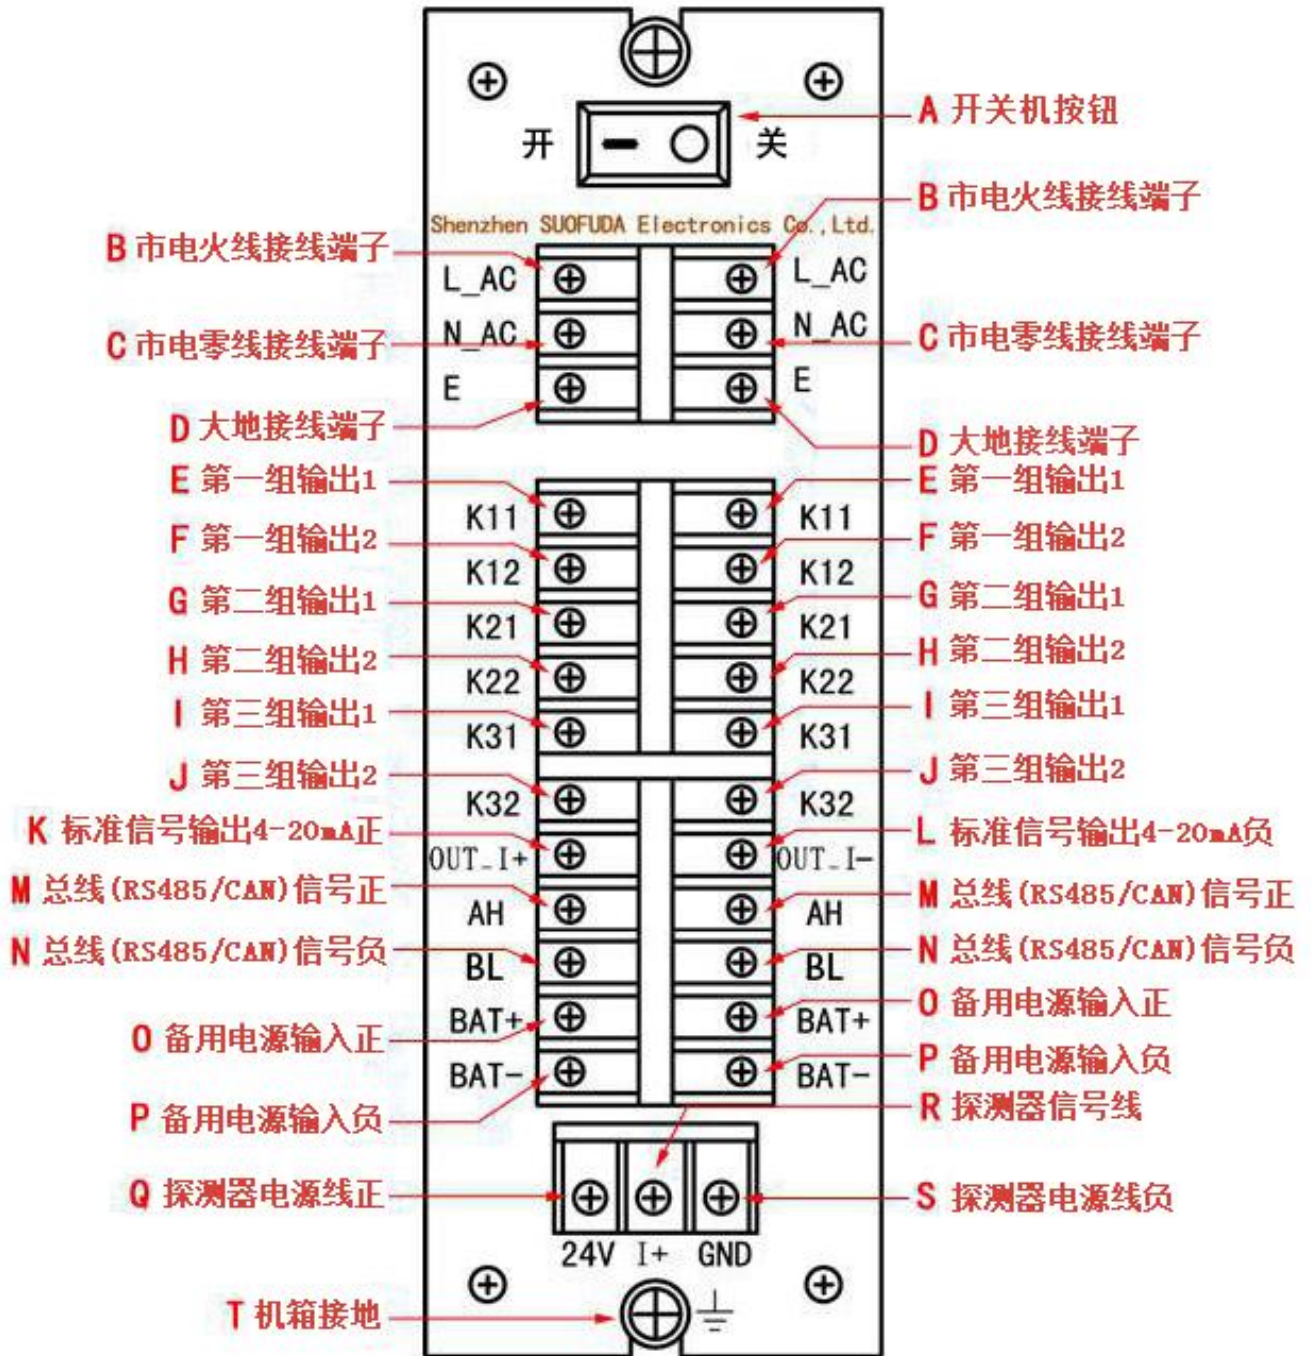 A 开关机按钮
开
关
B 市电火线接线端子
Shenzhen SUOFUDA Electronics Co.,Ltd.
B 市电火线接线端子
L_AC
L_AC
C 市电零线接线端子
N_AC
N_AC
C 市电零线接线端子
E
E
D 大地接线端子
D 大地接线端子
E 第一组输出1
E 第一组输出1
K11
K11
F 第一组输出2
F 第一组输出2
K12
K12
G 第二组输出1
G 第二组输出1
K21
K21
H 第二组输出2
H 第二组输出2
K22
K22
I 第三组输出1
I 第三组输出1
K31
K31
J 第三组输出2
J 第三组输出2
K32
K32
K 标准信号输出4-20mA正
L 标准信号输出4-20mA负
OUT_I+
OUT_I-
M 总线(RS485/CAN)信号正
M 总线(RS485/CAN)信号正
AH
AH
N 总线(RS485/CAN)信号负
N 总线(RS485/CAN)信号负
BL
BL
O 备用电源输入正
O 备用电源输入正
BAT+
BAT+
P 备用电源输入负
BAT-
BAT-
P 备用电源输入负
R 探测器信号线
Q 探测器电源线正
S 探测器电源线负
24V I+ GND
T 机箱接地